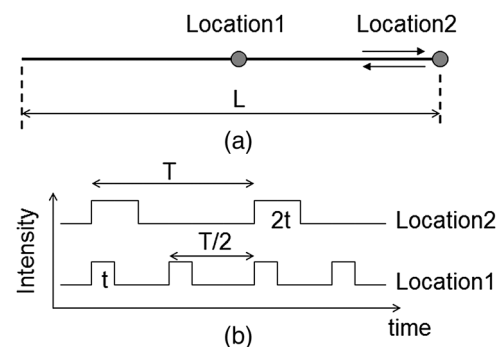 Location1 Location2
L
(a)
T
2t Location2
T/2
t Location1
Intensity
time
(b)